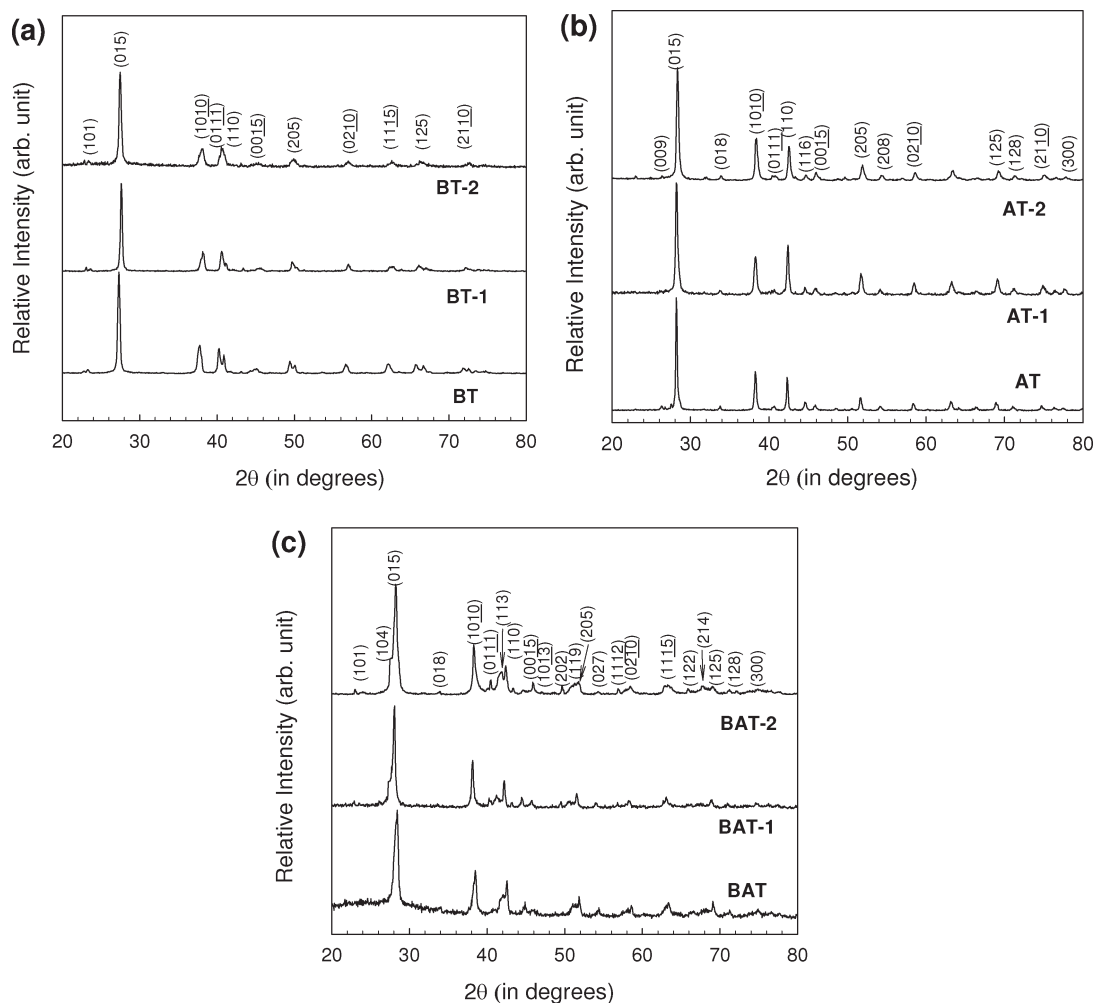 (a)
Relative Intensity (arb. unit)
(101)
(015)
(1010)
(0111)
(110)
(0015)
(205)
(0210)
(1115)
(125)
(2110)
BT-2
BT-1
BT
20 30 40 50 60 70 80
2θ (in degrees)
(b)
Relative Intensity (arb. unit)
(009)
(015)
(018)
(1010)
(0111)
(110)
(116)
(0015)
(205)
(208)
(0210)
(125)
(128)
(2110)
(300)
AT-2
AT-1
AT
20 30 40 50 60 70 80
2θ (in degrees)
(c)
Relative Intensity (arb. unit)
(101)
(104)
(015)
(018)
(1010)
(0111)
(113)
(110)
(0015)
(1013)
(202)
(119)
(205)
(027)
(1112)
(0210)
(1115)
(122)
(214)
(125)
(128)
(300)
BAT-2
BAT-1
BAT
20 30 40 50 60 70 80
2θ (in degrees)